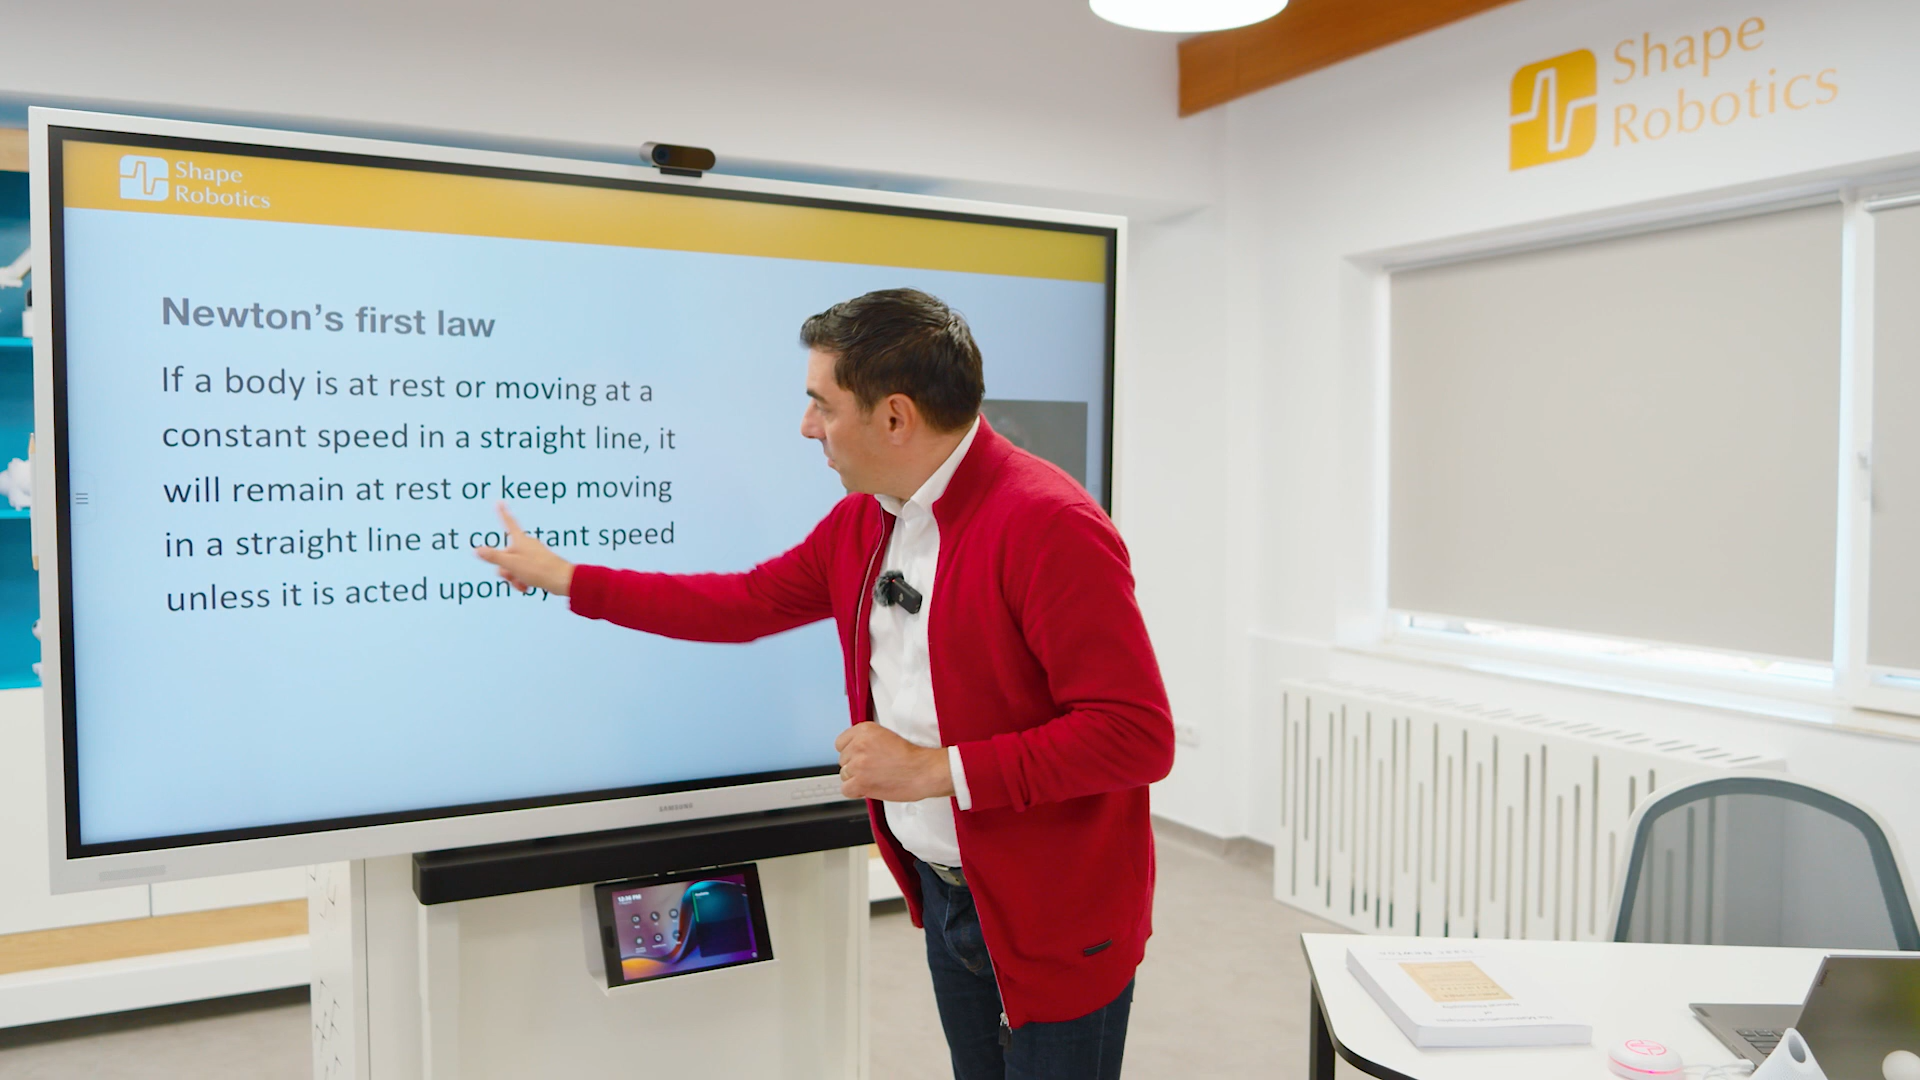 Shape
Robotics
Shape
Robotics
Newton's first law
If a body is at rest or moving at a
constant speed in a straight line, it
will remain at rest or keep moving
in a straight line at constant speed
unless it is acted upon by
SAMSUNG